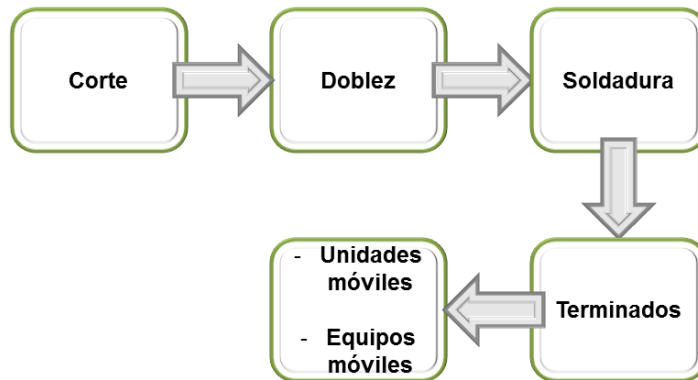 Corte
Doblez
Soldadura
Terminados
- Unidades
móviles
- Equipos
móviles